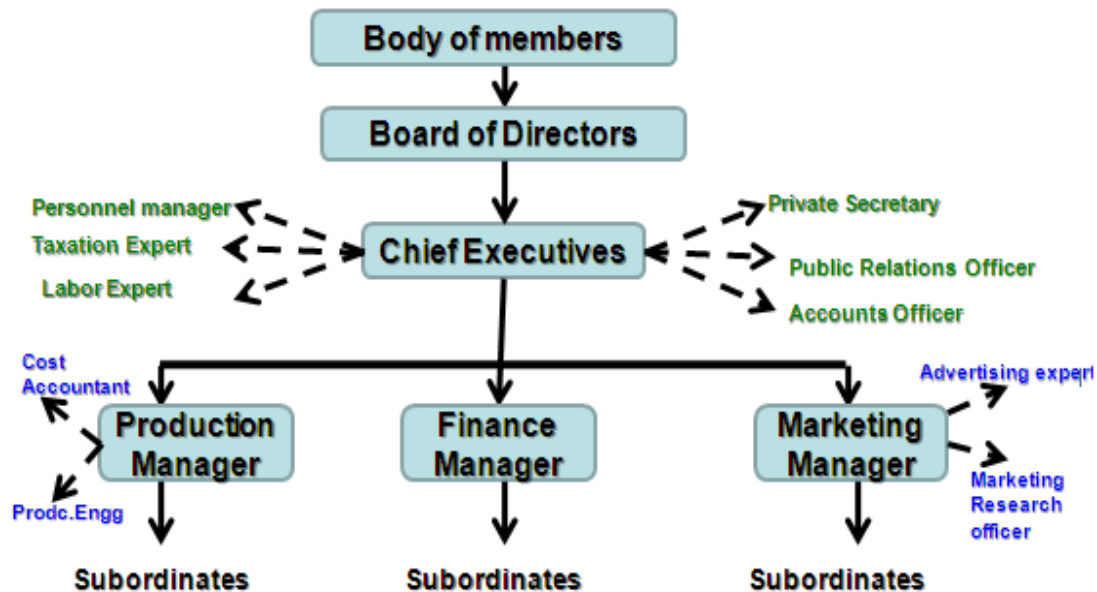 Body of members
Board of Directors
Personnel manager
Taxation Expert
Labor Expert
Chief Executives
Private Secretary
Public Relations Officer
Accounts Officer
Cost
Accountant
Prodc.Engg
Production
Manager
Finance
Manager
Marketing
Manager
Advertising expert
Marketing
Research
officer
Subordinates
Subordinates
Subordinates